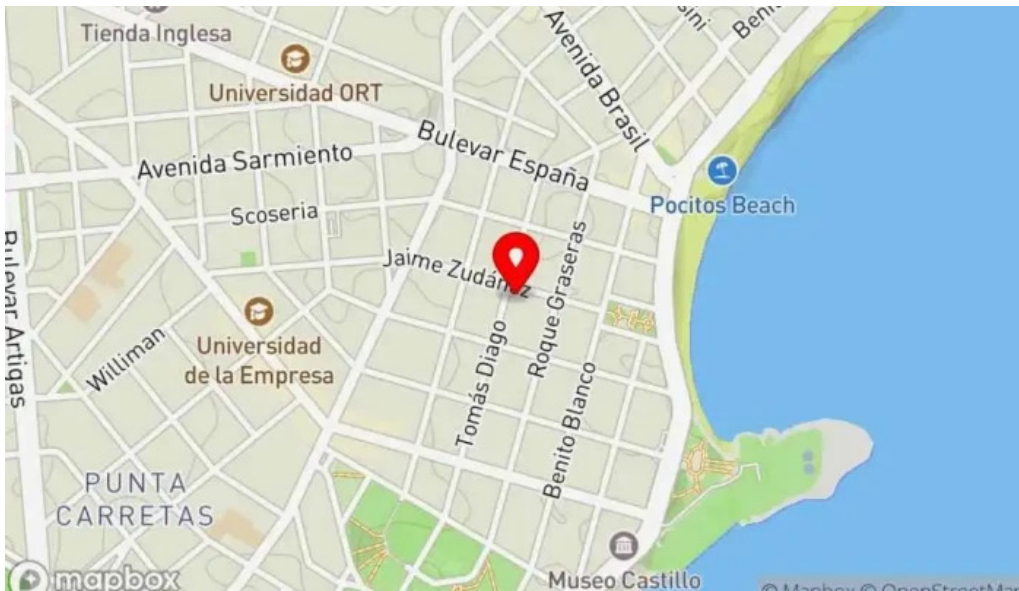 Tienda Inglesa
Universidad ORT
Avenida Brasil
Benito
Bulevar España
Avenida Sarmiento
Pocitos Beach
Scoseria
Jaime Zudáñez
Roque Graseras
Bulevar Artigas
Universidad
de la Empresa
Williman
Tomás Diago
Benito Blanco
PUNTA
CARRETAS
Museo Castillo
mapbox
© Mapbox © OpenStreetMap